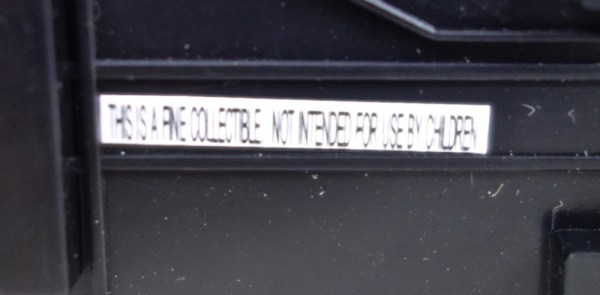 THIS IS A FINE COLLECTIBLE NOT INTENDED FOR USE BY CHILDREN